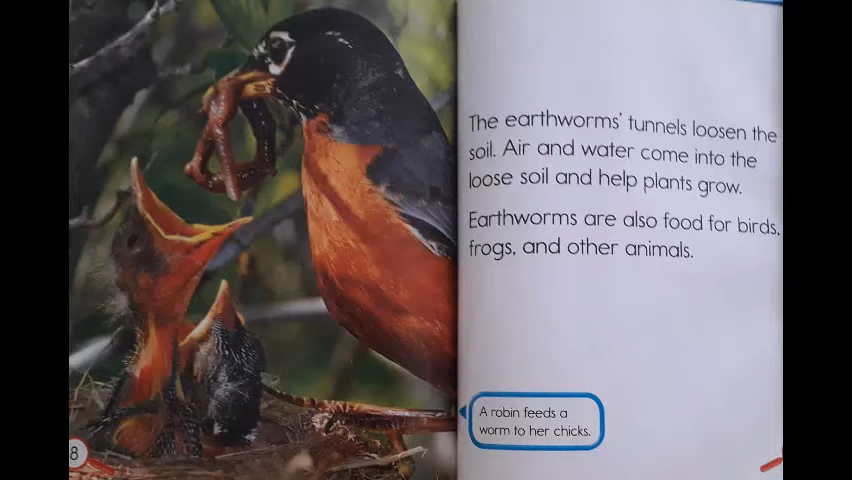 The earthworms' tunnels loosen the
soil. Air and water come into the
loose soil and help plants grow.
Earthworms are also food for birds,
frogs, and other animals.
A robin feeds a
worm to her chicks.
8